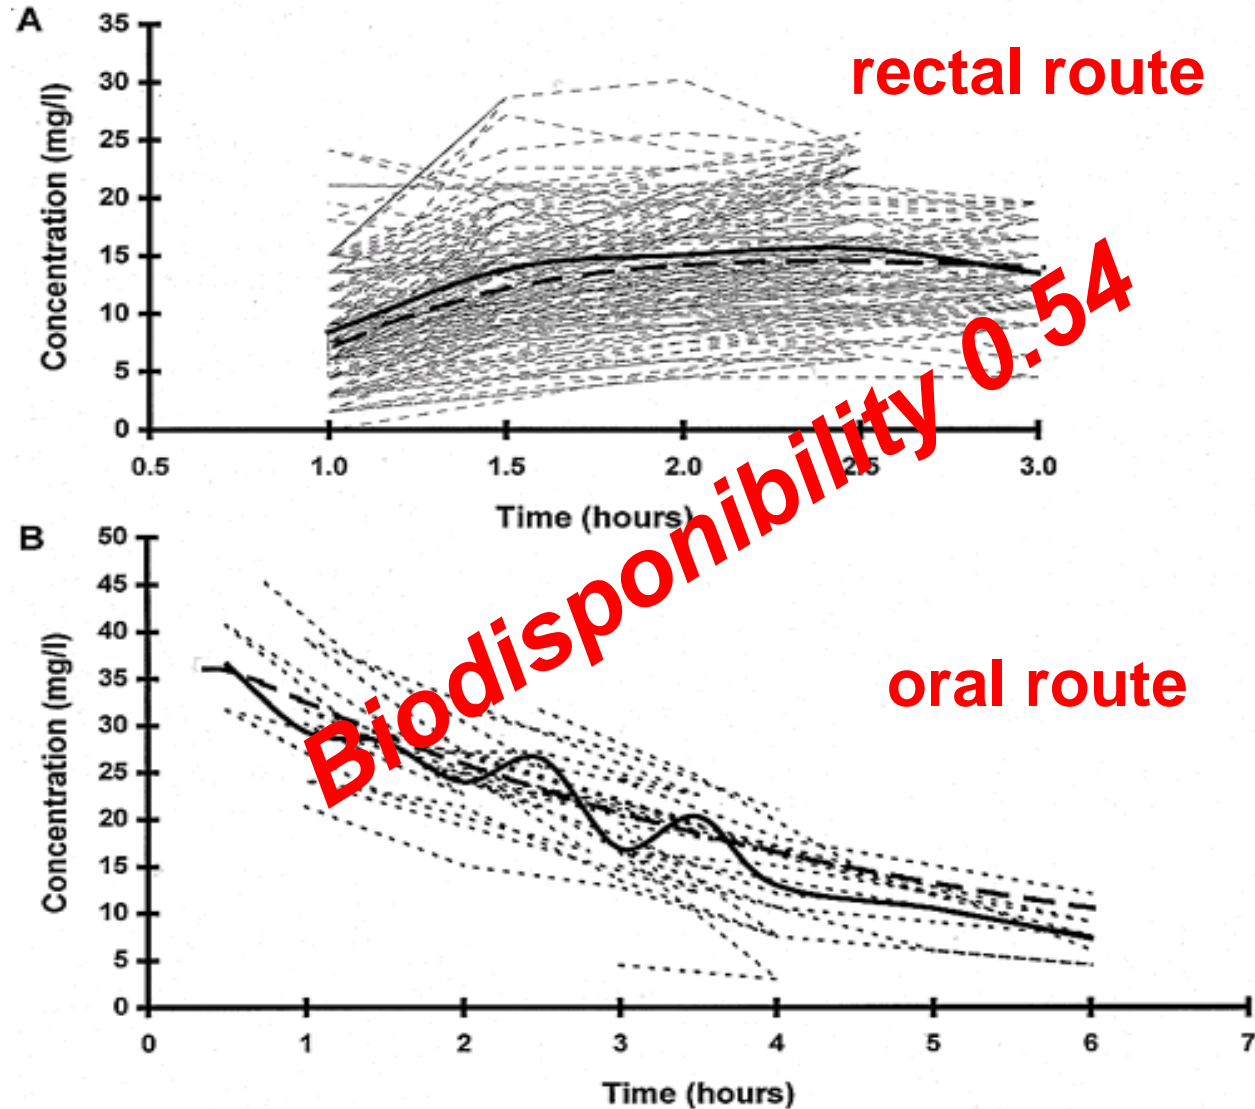 A
rectal route
Concentration (mg/l)
35
30
25
20
15
10
5
0
0.5 1.0 1.5 2.0 2.5 3.0
Time (hours)
Biodisponibility 0.54
B
oral route
Concentration (mg/l)
50
45
40
35
30
25
20
15
10
5
0
0 1 2 3 4 5 6 7
Time (hours)